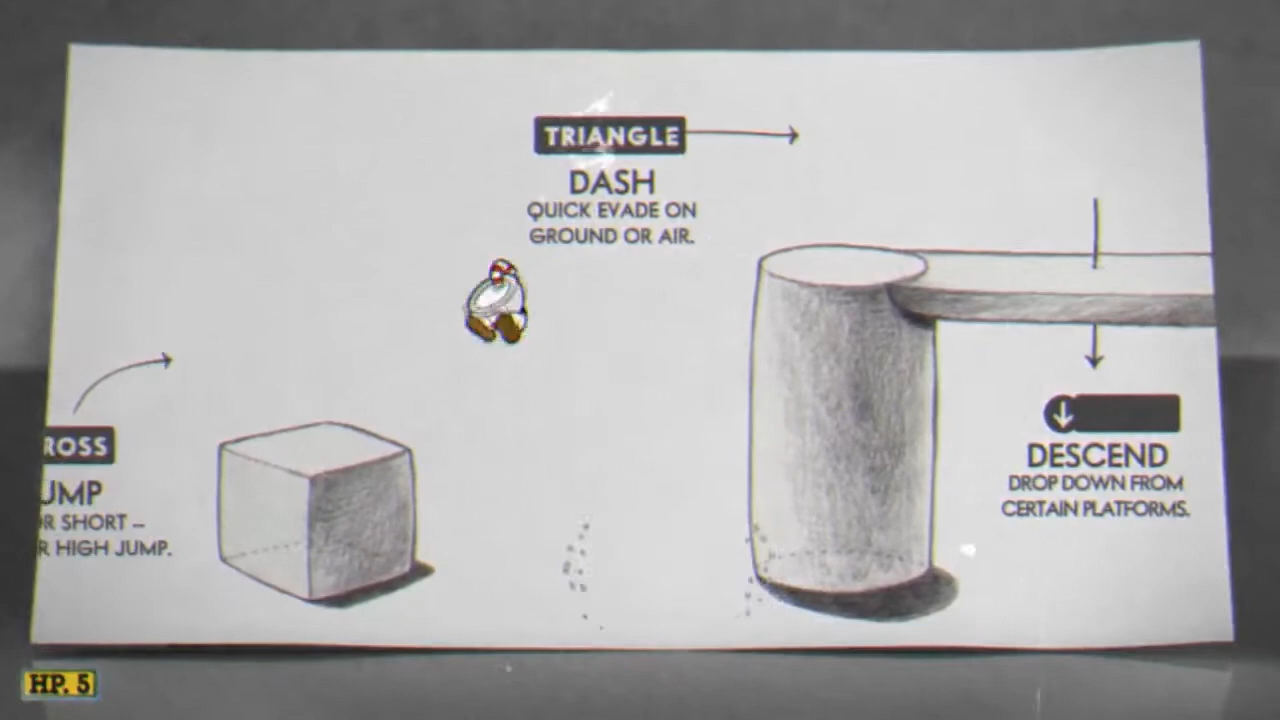 TRIANGLE
DASH
QUICK EVADE ON
GROUND OR AIR.
ROSS
UMP
OR SHORT –
R HIGH JUMP.
↓
DESCEND
DROP DOWN FROM
CERTAIN PLATFORMS.
HP. 5